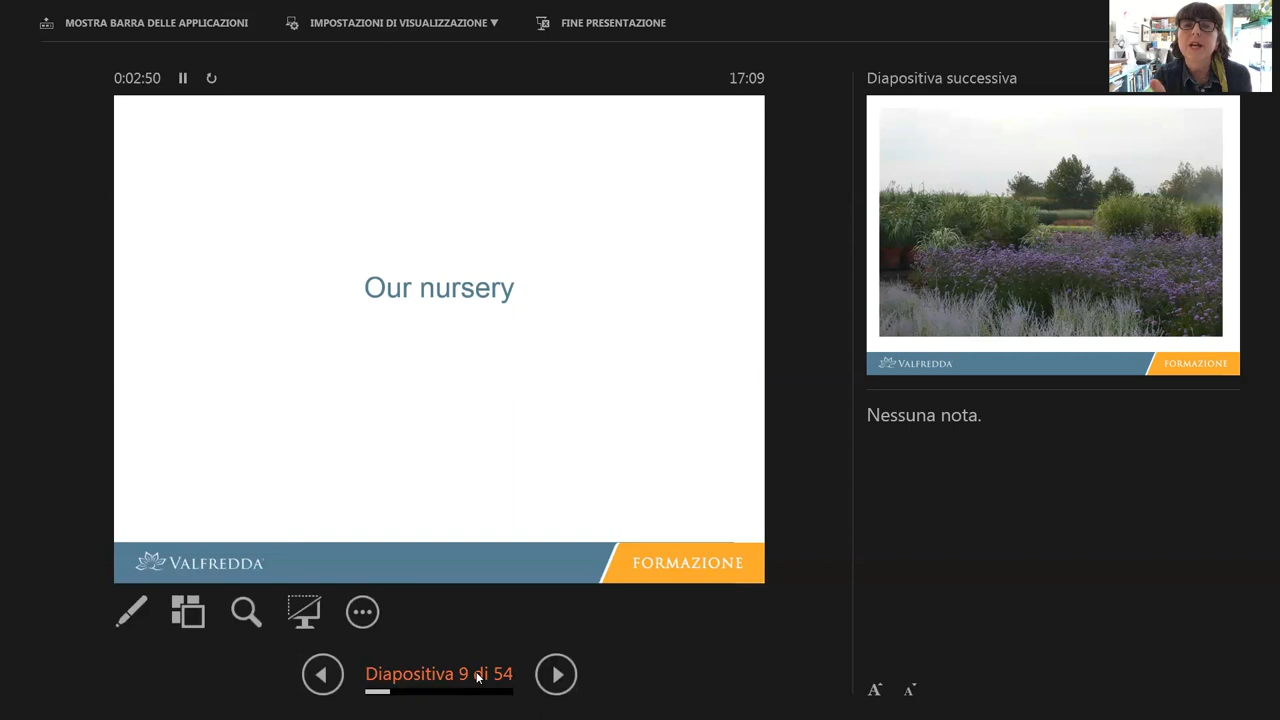 MOSTRA BARRA DELLE APPLICAZIONI
IMPOSTAZIONI DI VISUALIZZAZIONE ▼
FINE PRESENTAZIONE
0:02:50
17:09
Our nursery
VALFREDDA
FORMAZIONE
Diapositiva 9 di 54
Diapositiva successiva
VALFREDDA
FORMAZIONE
Nessuna nota.
A A